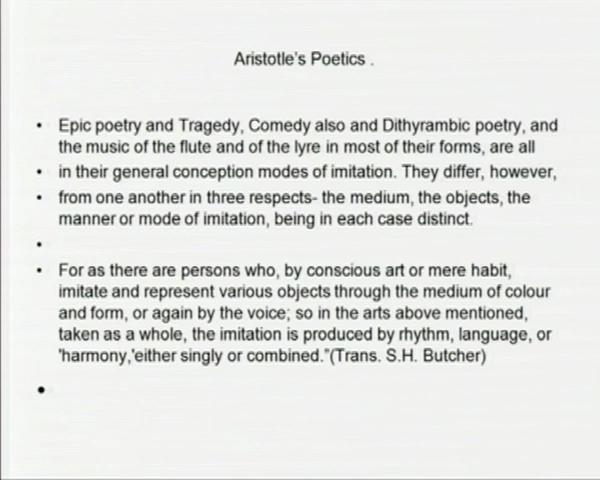 Aristotle's Poetics .
• Epic poetry and Tragedy, Comedy also and Dithyrambic poetry, and
the music of the flute and of the lyre in most of their forms, are all
• in their general conception modes of imitation. They differ, however,
• from one another in three respects- the medium, the objects, the
manner or mode of imitation, being in each case distinct.
•
• For as there are persons who, by conscious art or mere habit,
imitate and represent various objects through the medium of colour
and form, or again by the voice; so in the arts above mentioned,
taken as a whole, the imitation is produced by rhythm, language, or
'harmony,'either singly or combined."(Trans. S.H. Butcher)
•